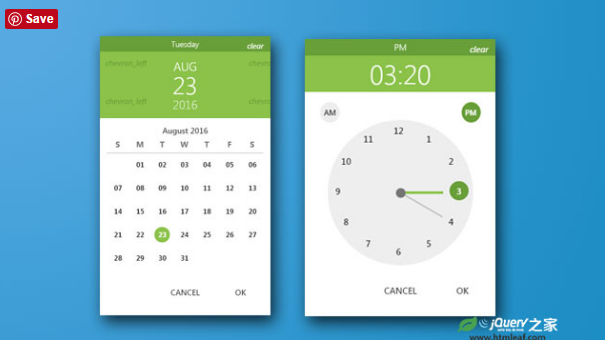 Save
Tuesday
clear
chevron_left
AUG
23
2016
chevron_left
August 2016
S M T W T F S
01 02 03 04 05 06
07 08 09 10 11 12 13
14 15 16 17 18 19 20
21 22 23 24 25 26 27
28 29 30 31
CANCEL OK
PM
clear
03:20
AM
PM
12
1
2
3
4
5
6
7
8
9
10
11
CANCEL OK
jQuery之家
www.htmleaf.com